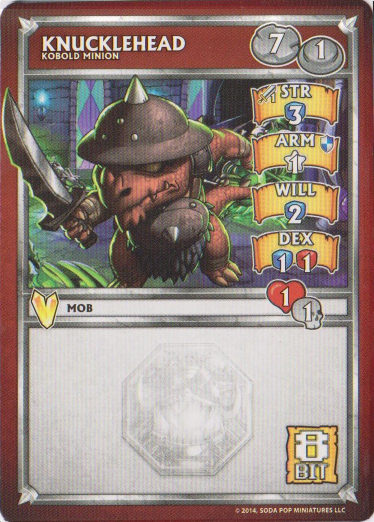 KNUCKLEHEAD
KOBOLD MINION
7 1
STR
1
3
ARM
1
WILL
2
DEX
1 1
1
1
MOB
8
BIT
© 2014, SODA POP MINIATURES LLC